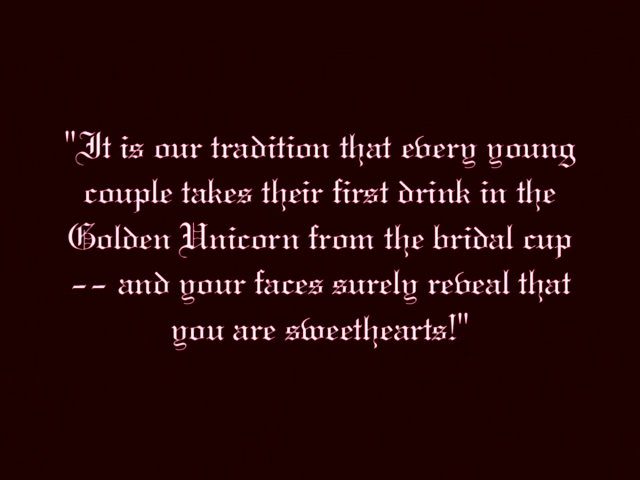 "It is our tradition that every young
couple takes their first drink in the
Golden Unicorn from the bridal cup
-- and your faces surely reveal that
you are sweethearts!"